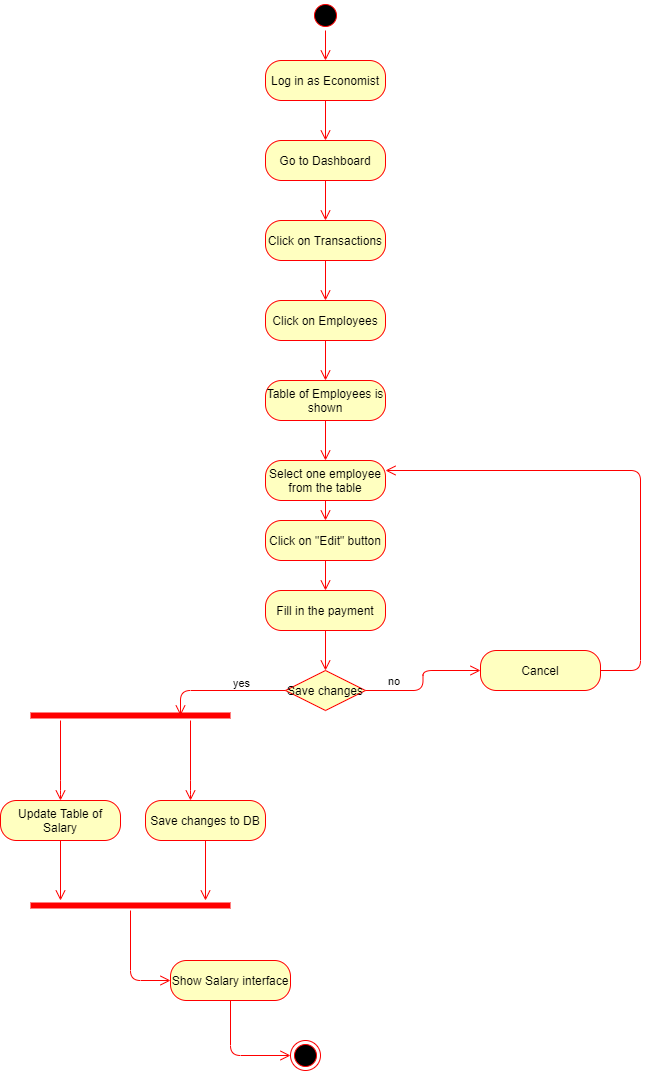 Log in as Economist
Go to Dashboard
Click on Transactions
Click on Employees
Table of Employees is
shown
Select one employee
from the table
Click on "Edit" button
Fill in the payment
Save changes
yes
no
Cancel
Update Table of
Salary
Save changes to DB
Show Salary interface